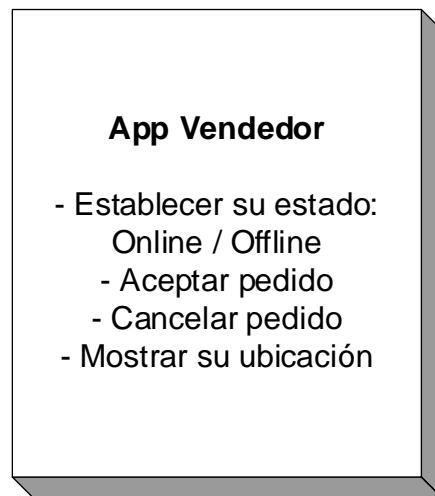 App Vendedor
- Establecer su estado:
Online / Offline
- Aceptar pedido
- Cancelar pedido
- Mostrar su ubicación